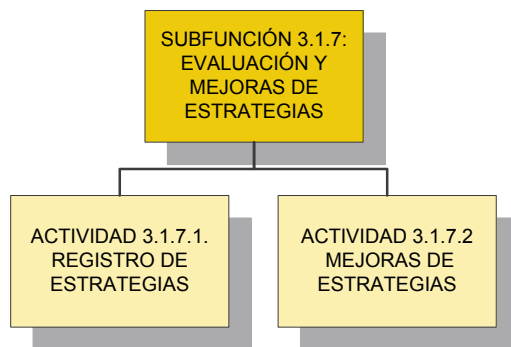 SUBFUNCIÓN 3.1.7:
EVALUACIÓN Y
MEJORAS DE
ESTRATEGIAS
ACTIVIDAD 3.1.7.1.
REGISTRO DE
ESTRATEGIAS
ACTIVIDAD 3.1.7.2
MEJORAS DE
ESTRATEGIAS